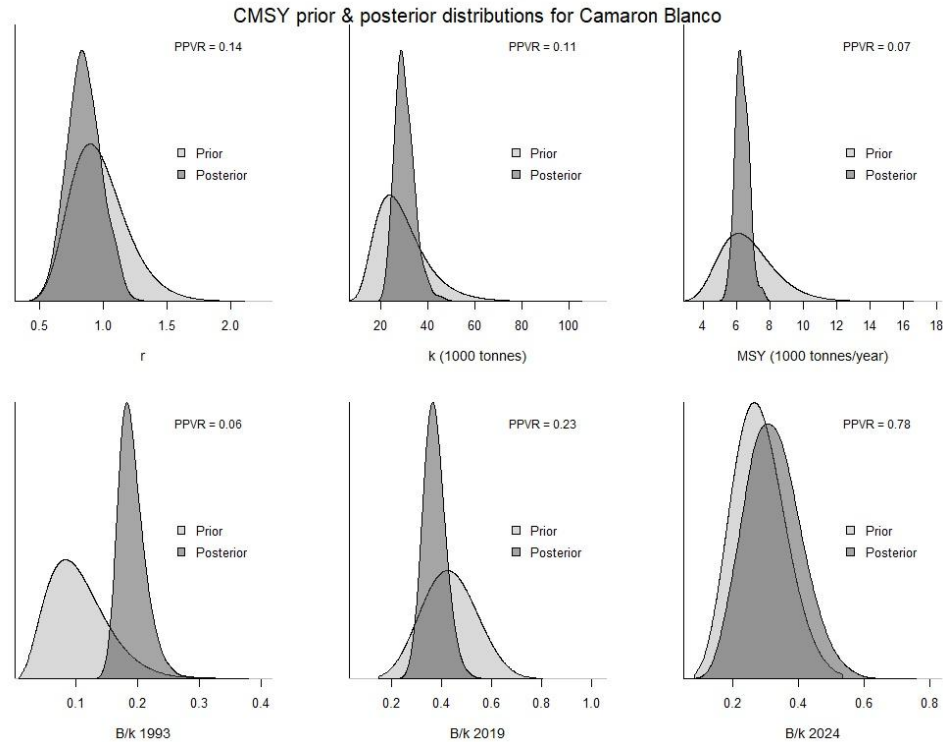 CMSY prior & posterior distributions for Camaron Blanco
PPVR = 0.14
Prior
Posterior
0.5 1.0 1.5 2.0
r
PPVR = 0.11
Prior
Posterior
20 40 60 80 100
k (1000 tonnes)
PPVR = 0.07
Prior
Posterior
4 6 8 10 12 14 16 18
MSY (1000 tonnes/year)
PPVR = 0.06
Prior
Posterior
0.1 0.2 0.3 0.4
B/k 1993
PPVR = 0.23
Prior
Posterior
0.2 0.4 0.6 0.8 1.0
B/k 2019
PPVR = 0.78
Prior
Posterior
0.2 0.4 0.6 0.8
B/k 2024